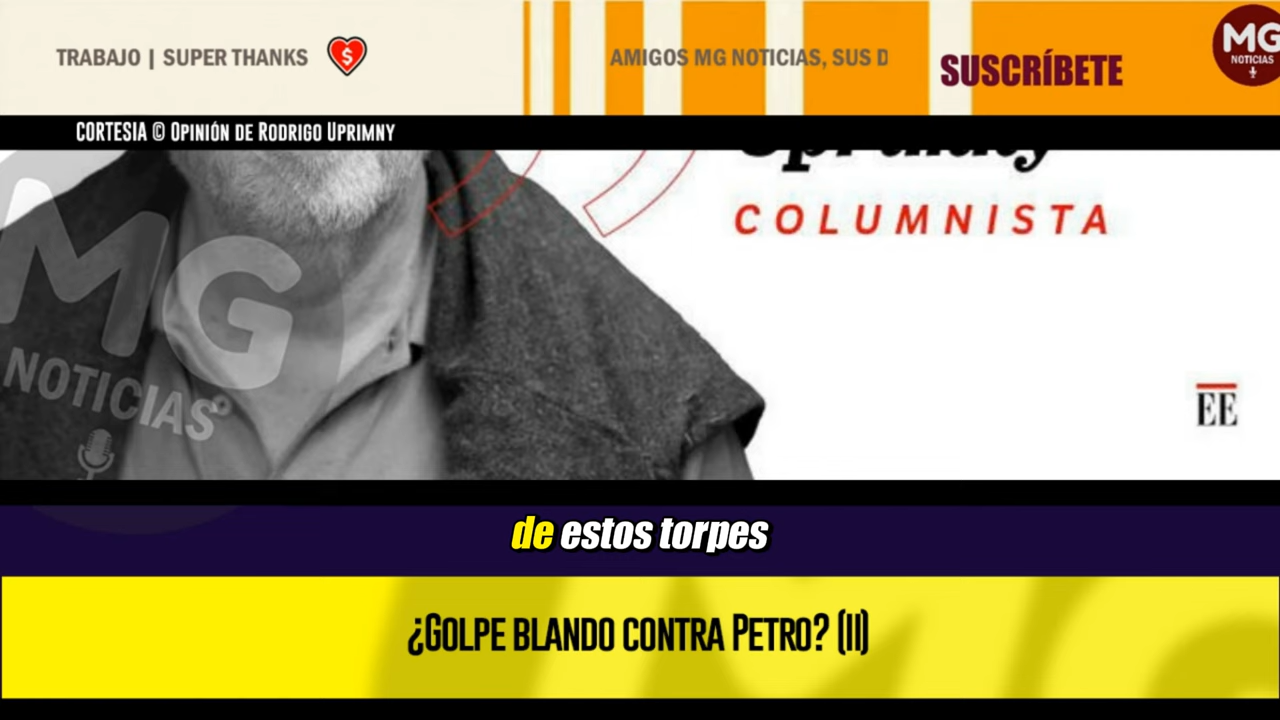 TRABAJO | SUPER THANKS
AMIGOS MG NOTICIAS, SUS D
SUSCRÍBETE
MG
NOTICIAS
CORTESIA © Opinión de Rodrigo Uprimny
COLUMNISTA
MG
NOTICIAS
EE
de estos torpes
¿Golpe blando contra Petro? (II)